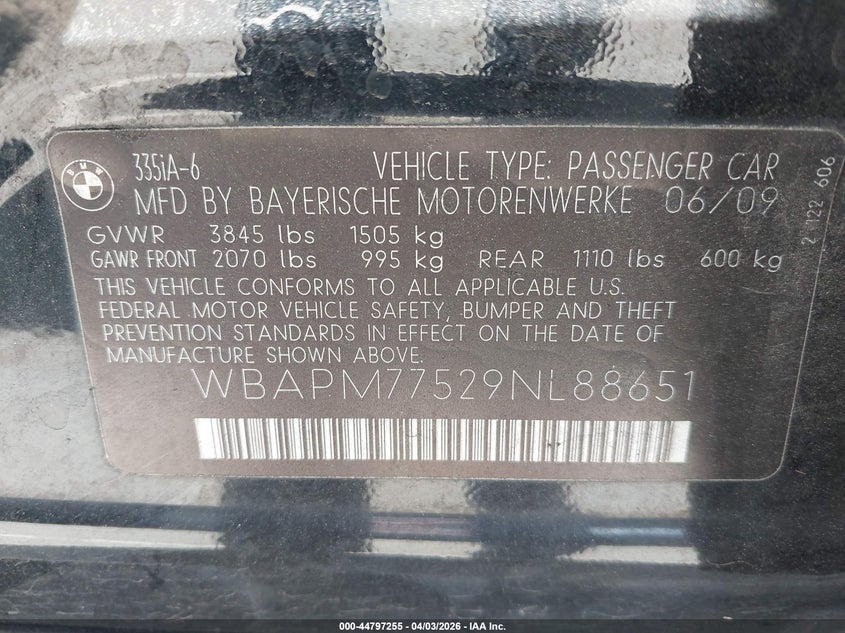 BMW
335iA-6 VEHICLE TYPE: PASSENGER CAR
MFD BY BAYERISCHE MOTORENWERKE 06/09
GVWR 3845 lbs 1505 kg
GAWR FRONT 2070 lbs 995 kg REAR 1110 lbs 600 kg
THIS VEHICLE CONFORMS TO ALL APPLICABLE U.S.
FEDERAL MOTOR VEHICLE SAFETY, BUMPER AND THEFT
PREVENTION STANDARDS IN EFFECT ON THE DATE OF
MANUFACTURE SHOWN ABOVE.
WBAPM77529NL88651
2 122 606
000-44797255 | 04/03/2026 - IAA Inc.